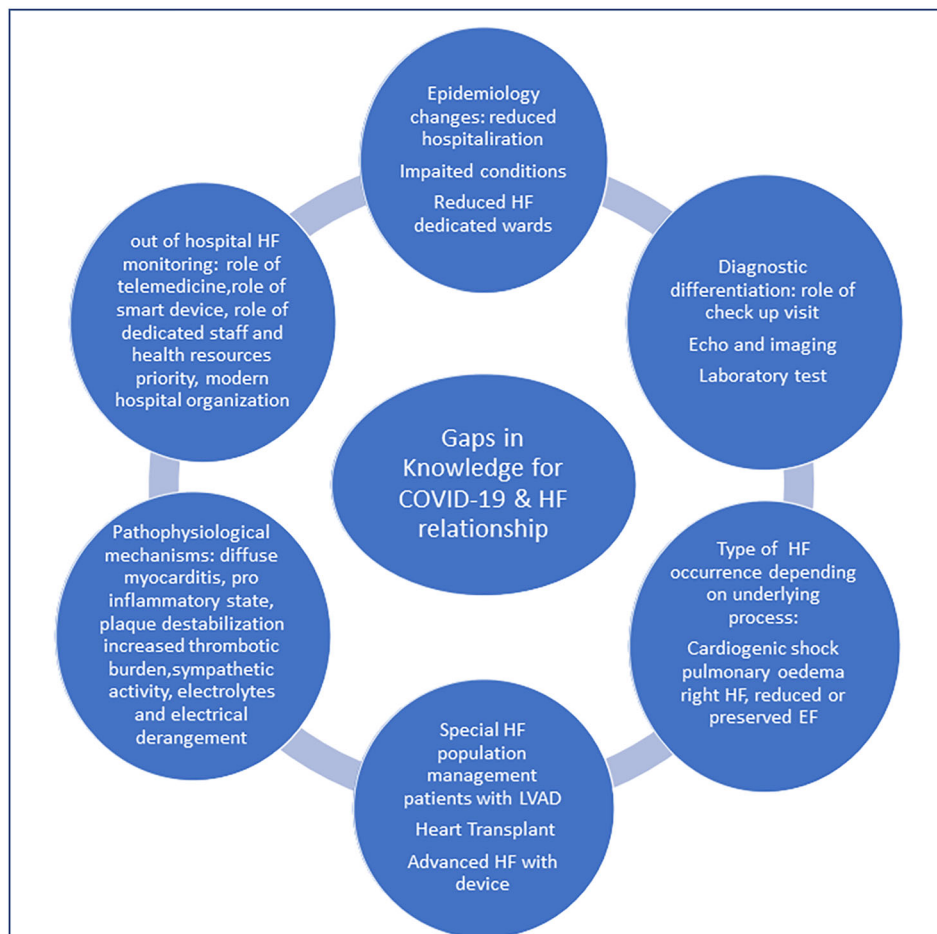 Epidemiology
changes: reduced
hospitaliration
Impaited conditions
Reduced HF
dedicated wards
Diagnostic
differentiation: role of
check up visit
Echo and imaging
Laboratory test
Type of HF
occurrence depending
on underlying
process:
Cardiogenic shock
pulmonary oedema
right HF, reduced or
preserved EF
Special HF
population
management
patients with LVAD
Heart Transplant
Advanced HF with
device
Pathophysiological
mechanisms: diffuse
myocarditis, pro
inflammatory state,
plaque destabilization
increased thrombotic
burden,sympathetic
activity, electrolytes
and electrical
derangement
out of hospital HF
monitoring: role of
telemedicine,role of
smart device, role of
dedicated staff and
health resources
priority, modern
hospital organization
Gaps in
Knowledge for
COVID-19 & HF
relationship